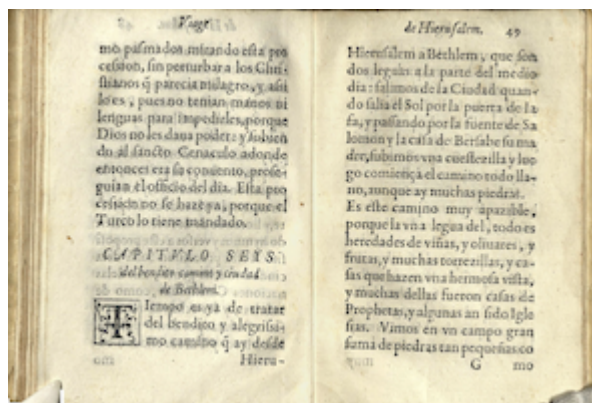 Viage
mo pasmados mirando esta pro
cession, sin perturbar a los Chri-
stianos q̃ parecia milagro, y assi
lo es, pues no tenian manos ni
lenguas para impedirles, porque
Dios no les daua poder: y subien
do al sancto Cenaculo adonde
entonces era su conuento, prose-
guian el officio del dia. Esta pro
cession no se haze ya, porque el
Turco lo tiene mandado.
CAPITVLO SEYS
del bendito camino y ciudad
de Bethlem.
TIempo es ya de tratar
del bendito y alegrissi-
mo camino q̃ ay desde
Hieru-
de Hierusalem. 49
Hierusalem a Bethlem, que son
dos leguas a la parte del medio
dia: salimos de la Ciudad quan-
do salia el Sol por la puerta de Ia
fa, y passando por la fuente de Sa
lomon y la casa de Bersabe su ma
dre, subimos vna cuestezilla y lue
go comiença el camino todo lla-
no, aunque ay muchas piedras.
Es este camino muy apazible,
porque la vna legua del, todo es
heredades de viñas, y oliuares, y
frutas, y muchas torrezillas, y ca-
sas que hazen vna hermosa vista,
y muchas dellas fueron casas de
Prophetas, y algunas an sido Igle
sias. Vimos en vn campo gran
suma de piedras tan pequeñas co
G mo